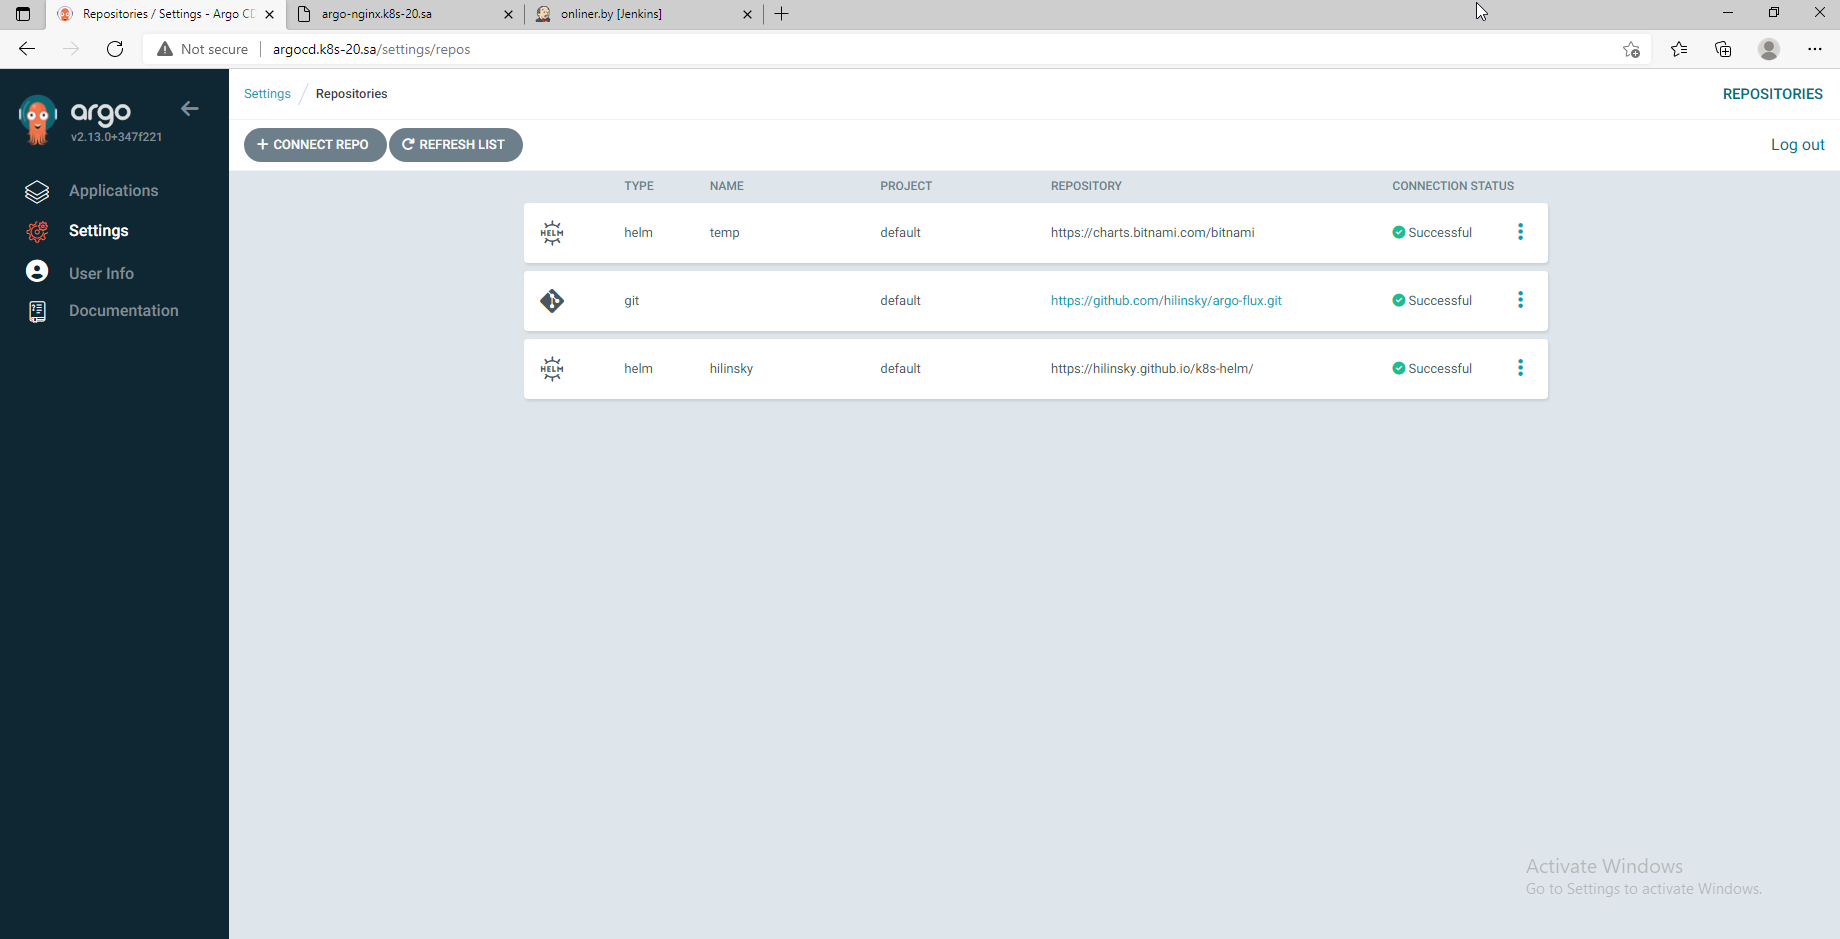 Repositories / Settings - Argo CD
argo-nginx.k8s-20.sa
onliner.by [Jenkins]
Not secure
argocd.k8s-20.sa/settings/repos
argo
v2.13.0+347f221
Applications
Settings
User Info
Documentation
Settings / Repositories
REPOSITORIES
CONNECT REPO
REFRESH LIST
Log out
TYPE NAME PROJECT REPOSITORY CONNECTION STATUS
HELM helm temp default https://charts.bitnami.com/bitnami Successful
git default https://github.com/hilinsky/argo-flux.git Successful
HELM helm hilinsky default https://hilinsky.github.io/k8s-helm/ Successful
Activate Windows
Go to Settings to activate Windows.